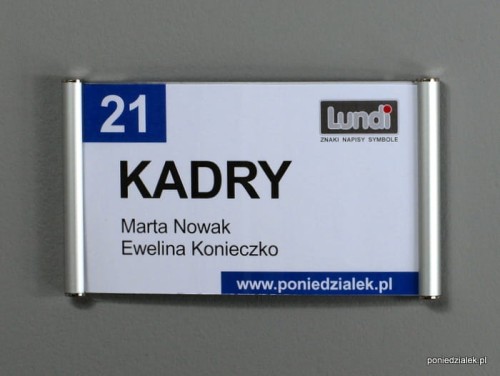 21
Lundi
ZNAKI NAPISY SYMBOLE
KADRY
Marta Nowak
Ewelina Konieczko
www.poniedzialek.pl
poniedzialek.pl